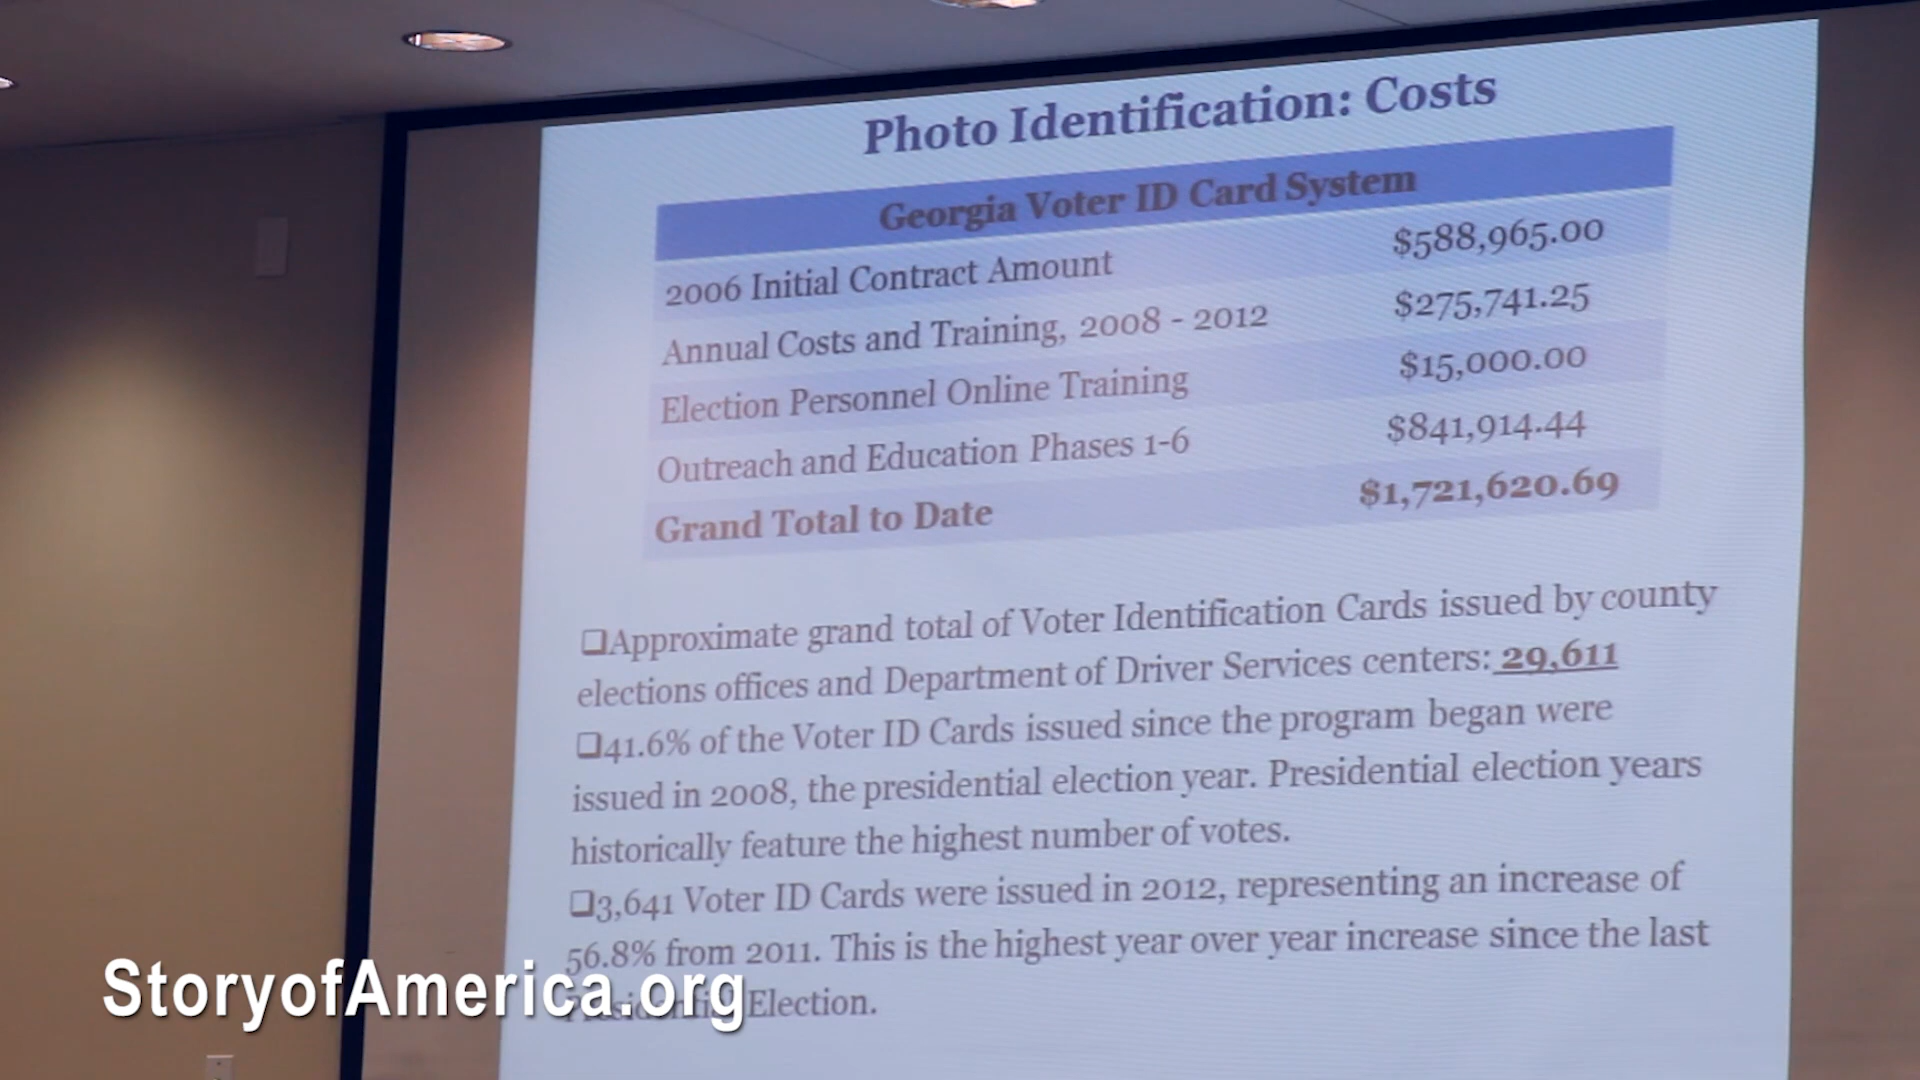 Photo Identification: Costs
Georgia Voter ID Card System
2006 Initial Contract Amount $588,965.00
Annual Costs and Training, 2008 - 2012 $275,741.25
Election Personnel Online Training $15,000.00
Outreach and Education Phases 1-6 $841,914.44
Grand Total to Date $1,721,620.69
❑Approximate grand total of Voter Identification Cards issued by county
elections offices and Department of Driver Services centers: 29,611
❑41.6% of the Voter ID Cards issued since the program began were
issued in 2008, the presidential election year. Presidential election years
historically feature the highest number of votes.
❑3,641 Voter ID Cards were issued in 2012, representing an increase of
56.8% from 2011. This is the highest year over year increase since the last
Election.
StoryofAmerica.org